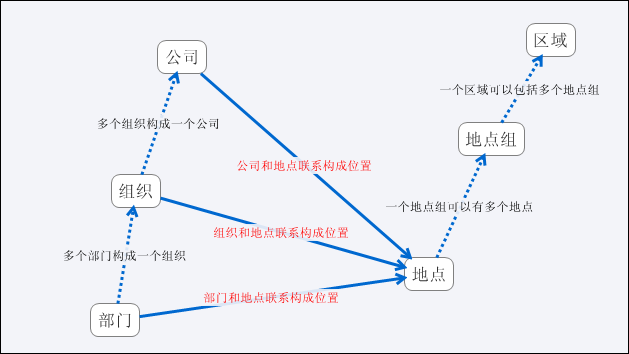 区域
公司
一个区域可以包括多个地点组
多个组织构成一个公司
地点组
公司和地点联系构成位置
组织
一个地点组可以有多个地点
组织和地点联系构成位置
多个部门构成一个组织
地点
部门和地点联系构成位置
部门